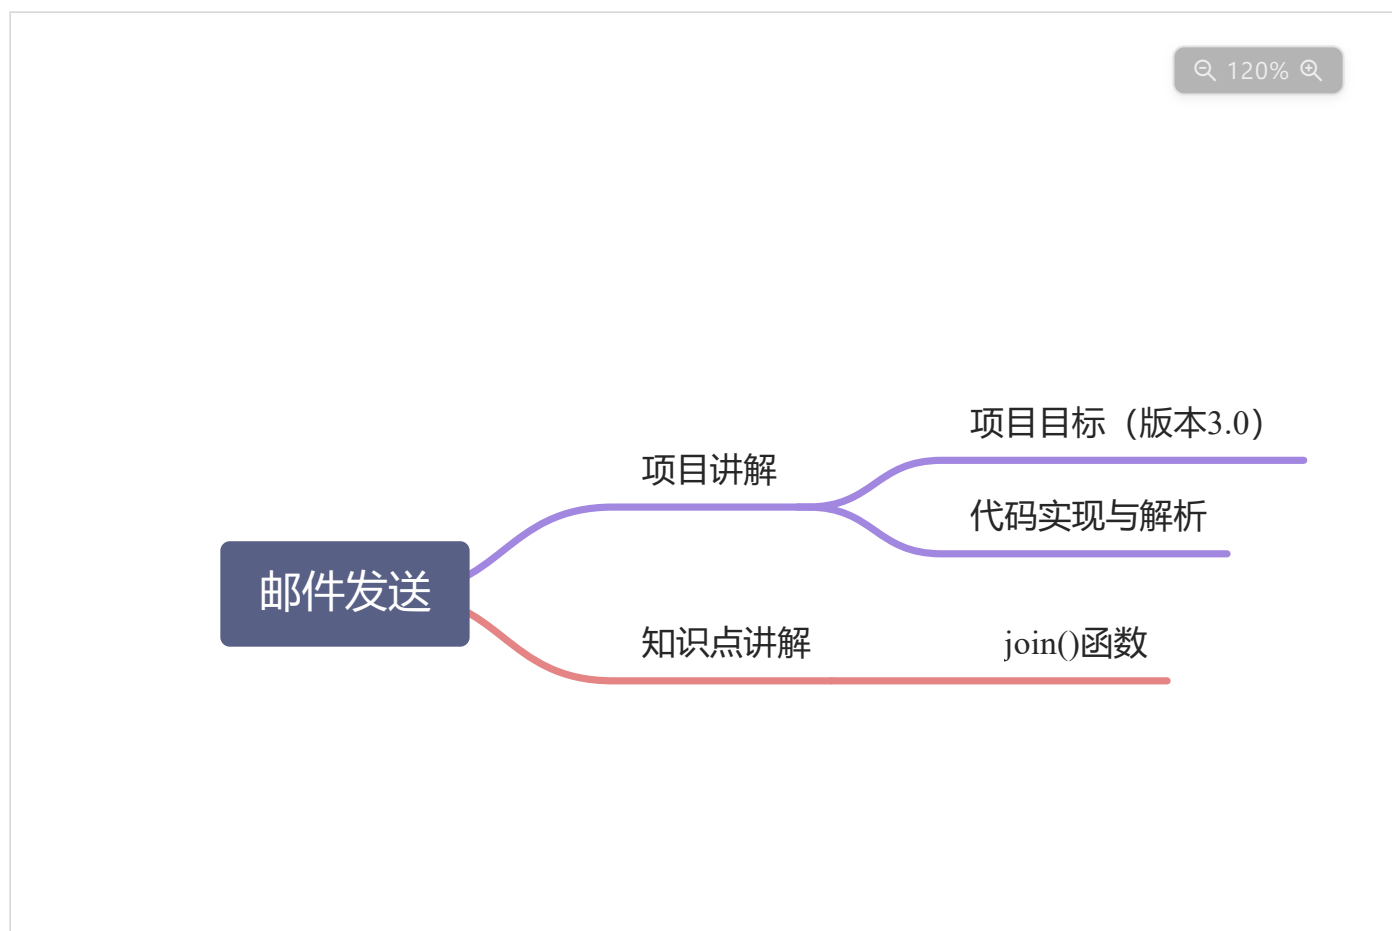 120%
项目目标（版本3.0）
项目讲解
代码实现与解析
邮件发送
知识点讲解
join()函数